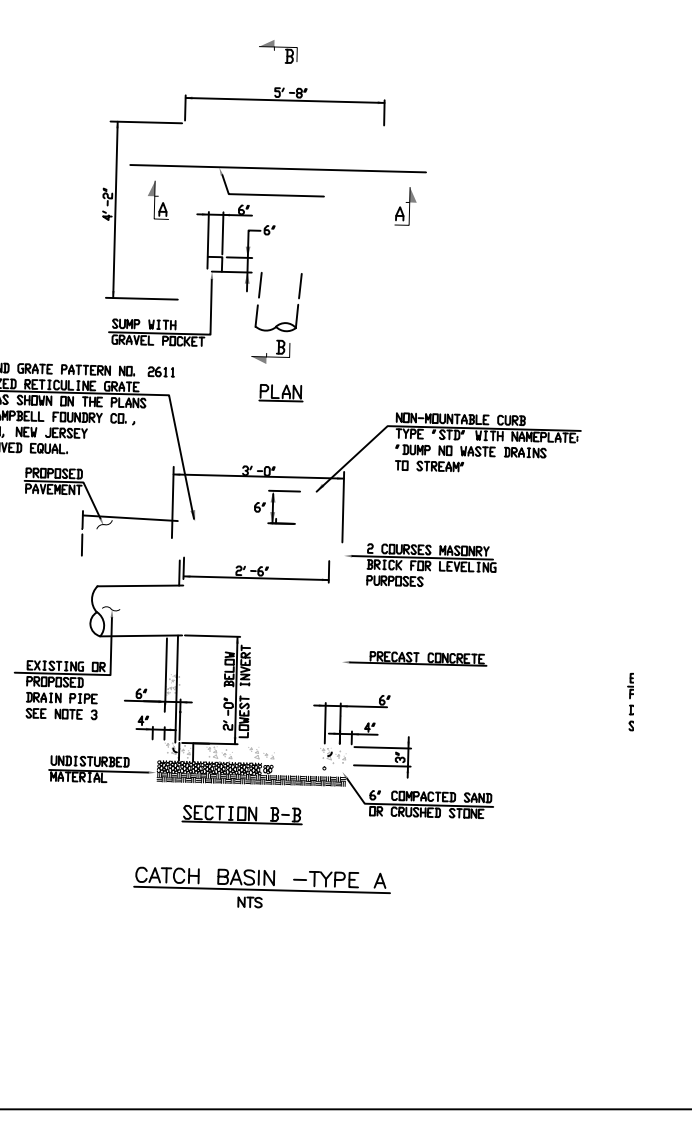 B
5'-8"
4'-2"
A
A
6"
6"
SUMP WITH
GRAVEL POCKET
B
PLAN
GRATE PATTERN NO. 2611
RETICULINE GRATE
AS SHOWN ON THE PLANS
FOUNDRY CO.,
NEW JERSEY
EQUAL.
NON-MOUNTABLE CURB
TYPE "STD" WITH NAMEPLATE:
"DUMP NO WASTE DRAINS
TO STREAM"
PROPOSED
PAVEMENT
3'-0"
6"
2'-6"
2 COURSES MASONRY
BRICK FOR LEVELING
PURPOSES
EXISTING OR
PROPOSED
DRAIN PIPE
SEE NOTE 3
2'-0" BELOW
LOWEST INVERT
PRECAST CONCRETE
6"
4"
6"
4"
3"
UNDISTURBED
MATERIAL
6" COMPACTED SAND
OR CRUSHED STONE
SECTION B-B
CATCH BASIN -TYPE A
NTS